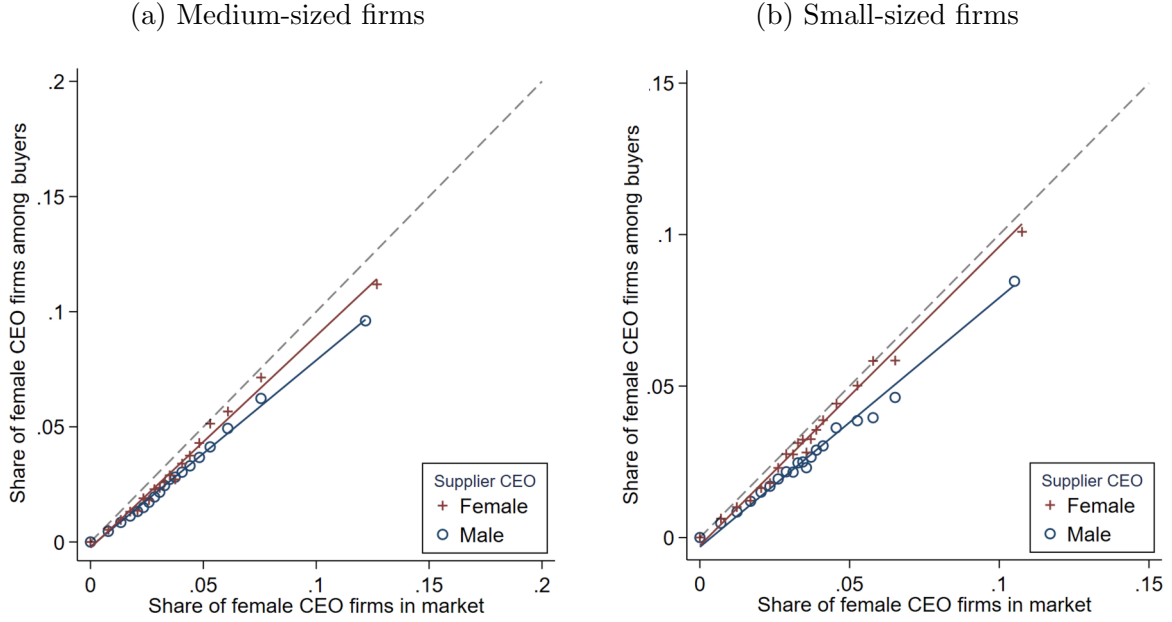 (a) Medium-sized firms
Share of female CEO firms among buyers
.2
.15
.1
.05
0
0
.05
.1
.15
.2
Share of female CEO firms in market
Supplier CEO
Female
Male
(b) Small-sized firms
Share of female CEO firms among buyers
.15
.1
.05
0
0
.05
.1
.15
Share of female CEO firms in market
Supplier CEO
Female
Male